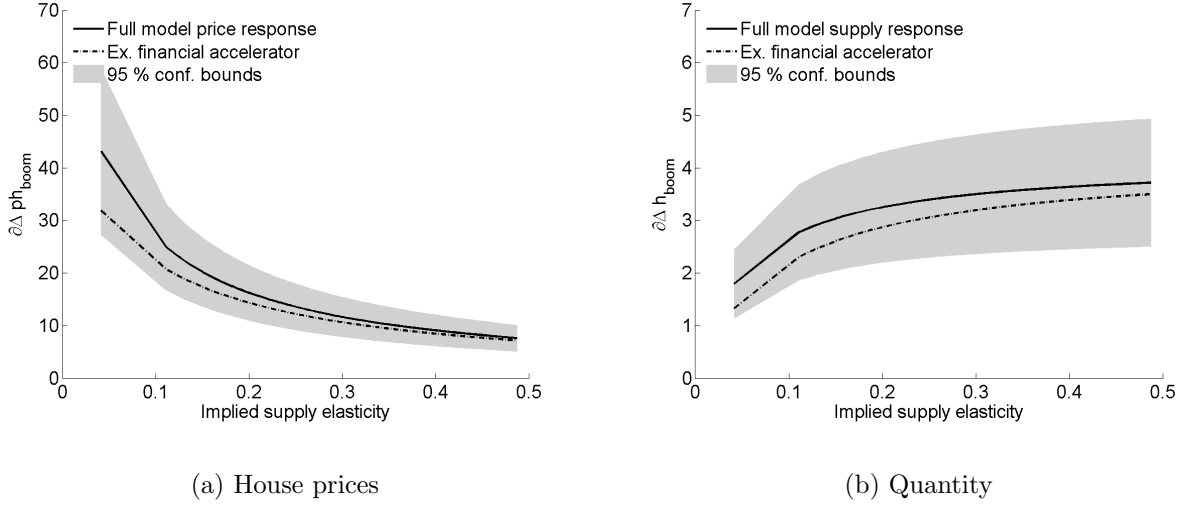 70
60
50
40
30
20
10
0
0
0.1
0.2
0.3
0.4
0.5
∂Δ ph_boom
Implied supply elasticity
Full model price response
Ex. financial accelerator
95 % conf. bounds
(a) House prices
7
6
5
4
3
2
1
0
0
0.1
0.2
0.3
0.4
0.5
∂Δ h_boom
Implied supply elasticity
Full model supply response
Ex. financial accelerator
95 % conf. bounds
(b) Quantity